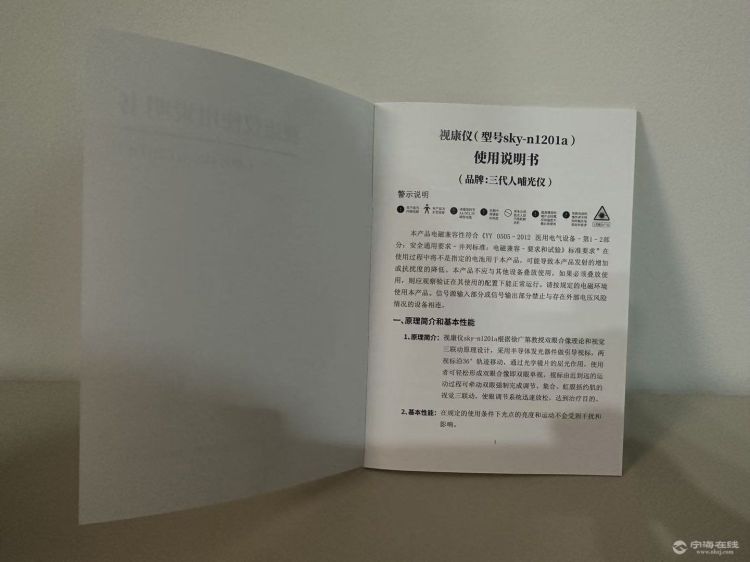 视康仪(型号sky-n1201a)
使用说明书
(品牌:三代人哺光仪)
警示说明
本产品电磁兼容性符合《YY 0505-2012 医用电气设备-第1-2部
分:安全通用要求-并列标准:电磁兼容-要求和试验》标准要求"在
使用过程中将不是指定的电池用于本产品,可能导致本产品发射的增加
或抗扰度的降低。本产品不应与其他设备叠放使用。如果必须叠放使
用,则应观察验证在其使用的配置下能正常运行。请按规定的电磁环境
使用本产品。信号源输入部分或信号输出部分禁止与存在外部电压风险
情况的设备相连。
一、原理简介和基本性能
1、原理简介: 视康仪sky-n1201a根据徐广第教授双眼合像理论和视觉
三联动原理设计,采用半导体发光器件做引导视标,两
视标沿36°轨迹移动,通过光学镜片的屈光作用,使用
者可轻松形成双眼合像即双眼单视。视标由近到远的运
动过程可牵动双眼强制完成调节、集合、虹膜括约肌的
视觉三联动,使眼调节系统迅速放松,达到治疗目的。
2、基本性能: 在规定的使用条件下光点的亮度和运动不会受到干扰和
影响。
1
宁海在线
www.nhzj.com